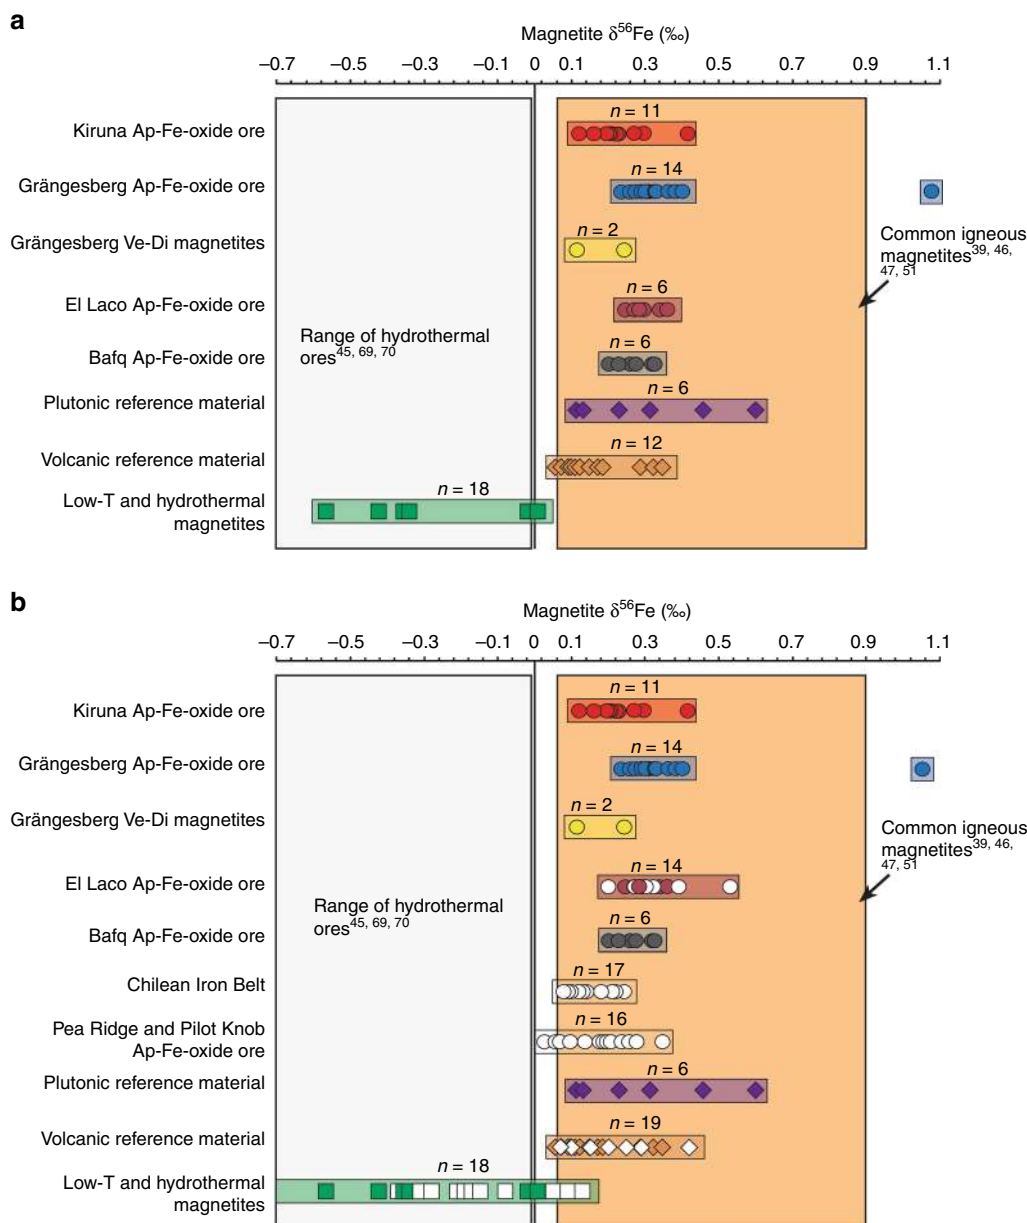 a
Magnetite δ56Fe (‰)
–0.7 –0.5 –0.3 –0.1 0 0.1 0.3 0.5 0.7 0.9 1.1
n = 11
Kiruna Ap-Fe-oxide ore
n = 14
Grängesberg Ap-Fe-oxide ore
n = 2
Grängesberg Ve-Di magnetites
Common igneous
magnetites39, 46,
47, 51
n = 6
El Laco Ap-Fe-oxide ore
Range of hydrothermal
ores45, 69, 70
n = 6
Bafq Ap-Fe-oxide ore
n = 6
Plutonic reference material
n = 12
Volcanic reference material
n = 18
Low-T and hydrothermal
magnetites
b
Magnetite δ56Fe (‰)
–0.7 –0.5 –0.3 –0.1 0 0.1 0.3 0.5 0.7 0.9 1.1
n = 11
Kiruna Ap-Fe-oxide ore
n = 14
Grängesberg Ap-Fe-oxide ore
n = 2
Grängesberg Ve-Di magnetites
Common igneous
magnetites39, 46,
47, 51
n = 14
El Laco Ap-Fe-oxide ore
Range of hydrothermal
ores45, 69, 70
n = 6
Bafq Ap-Fe-oxide ore
n = 17
Chilean Iron Belt
n = 16
Pea Ridge and Pilot Knob
Ap-Fe-oxide ore
n = 6
Plutonic reference material
n = 19
Volcanic reference material
n = 18
Low-T and hydrothermal
magnetites